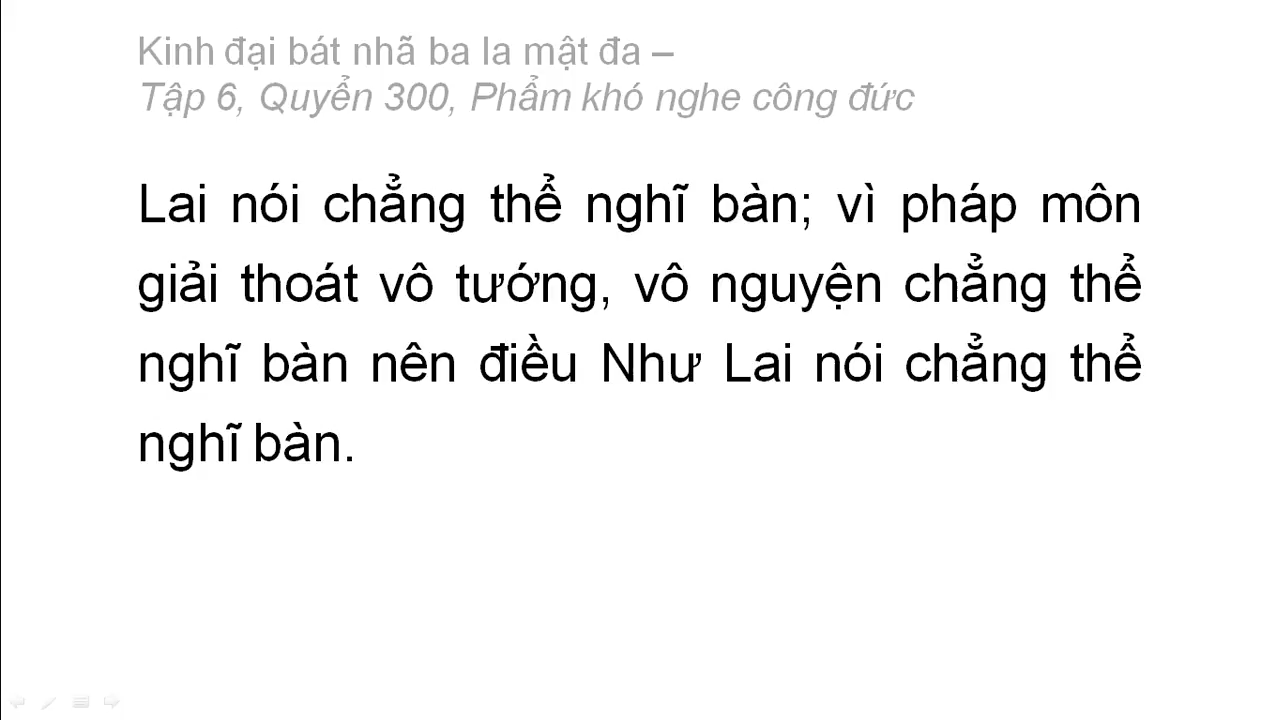 Kinh đại bát nhã ba la mật đa –
Tập 6, Quyển 300, Phẩm khó nghe công đức
Lai nói chẳng thể nghĩ bàn; vì pháp môn
giải thoát vô tướng, vô nguyện chẳng thể
nghĩ bàn nên điều Như Lai nói chẳng thể
nghĩ bàn.